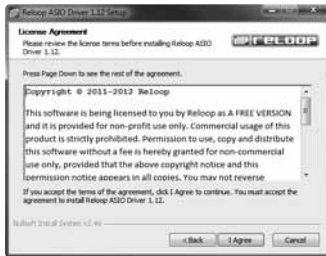 Reloop ASIO Driver 1.12 Setup
License Agreement
Please review the license terms before installing Reloop ASIO
Driver 1.12.
RELOOP
Press Page Down to see the rest of the agreement.
Copyright © 2011-2012 Reloop
This software is being licensed to you by Reloop as A FREE VERSION
and it is provided for non-profit use only. Commercial usage of this
product is strictly prohibited. Permission to use, copy and distribute
this software without a fee is hereby granted for non-commercial
use only, provided that the above copyright notice and this
permission notice appears in all copies. You may not reverse
If you accept the terms of the agreement, click I Agree to continue. You must accept the
agreement to install Reloop ASIO Driver 1.12.
Nullsoft Install System v2.46
< Back
I Agree
Cancel